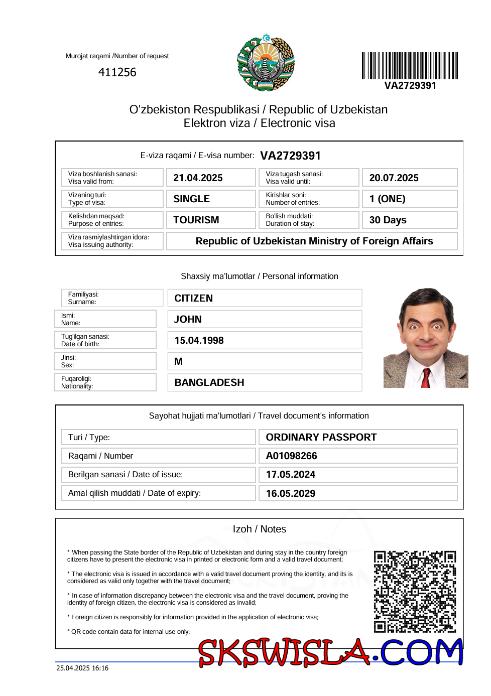 Murojat raqami /Number of request
411256
VA2729391
O'zbekiston Respublikasi / Republic of Uzbekistan
Elektron viza / Electronic visa
E-viza raqami / E-visa number: VA2729391
Viza boshlanish sanasi:
Visa valid from:
21.04.2025
Viza tugash sanasi:
Visa valid until:
20.07.2025
Vizaning turi:
Type of visa:
SINGLE
Kirishlar soni:
Number of entries:
1 (ONE)
Kelishdan maqsad:
Purpose of entries:
TOURISM
Bo'lish muddati:
Duration of stay:
30 Days
Viza rasmiylashtirgan idora:
Visa issuing authority:
Republic of Uzbekistan Ministry of Foreign Affairs
Shaxsiy ma'lumotlar / Personal information
Familiyasi:
Surname:
CITIZEN
Ismi:
Name:
JOHN
Tug'ilgan sanasi:
Date of birth:
15.04.1998
Jinsi:
Sex:
M
Fuqaroligi:
Nationality:
BANGLADESH
Sayohat hujjati ma'lumotlari / Travel document's information
Turi / Type:
ORDINARY PASSPORT
Raqami / Number
A01098266
Berilgan sanasi / Date of issue:
17.05.2024
Amal qilish muddati / Date of expiry:
16.05.2029
Izoh / Notes
* When passing the State border of the Republic of Uzbekistan and during stay in the country foreign
citizens have to present the electronic visa in printed or electronic form and a valid travel document.
* The electronic visa is issued in accordance with a valid travel document proving the identity, and its is
considered as valid only together with the travel document;
* In case of information discrepancy between the electronic visa and the travel document, proving the
identity of foreign citizen, the electronic visa is considered as invalid;
* Foreign citizen is responsibly for information provided in the application of electronic visa;
* QR code contain data for internal use only.
SKSWISLA.COM
25.04.2025 16:16